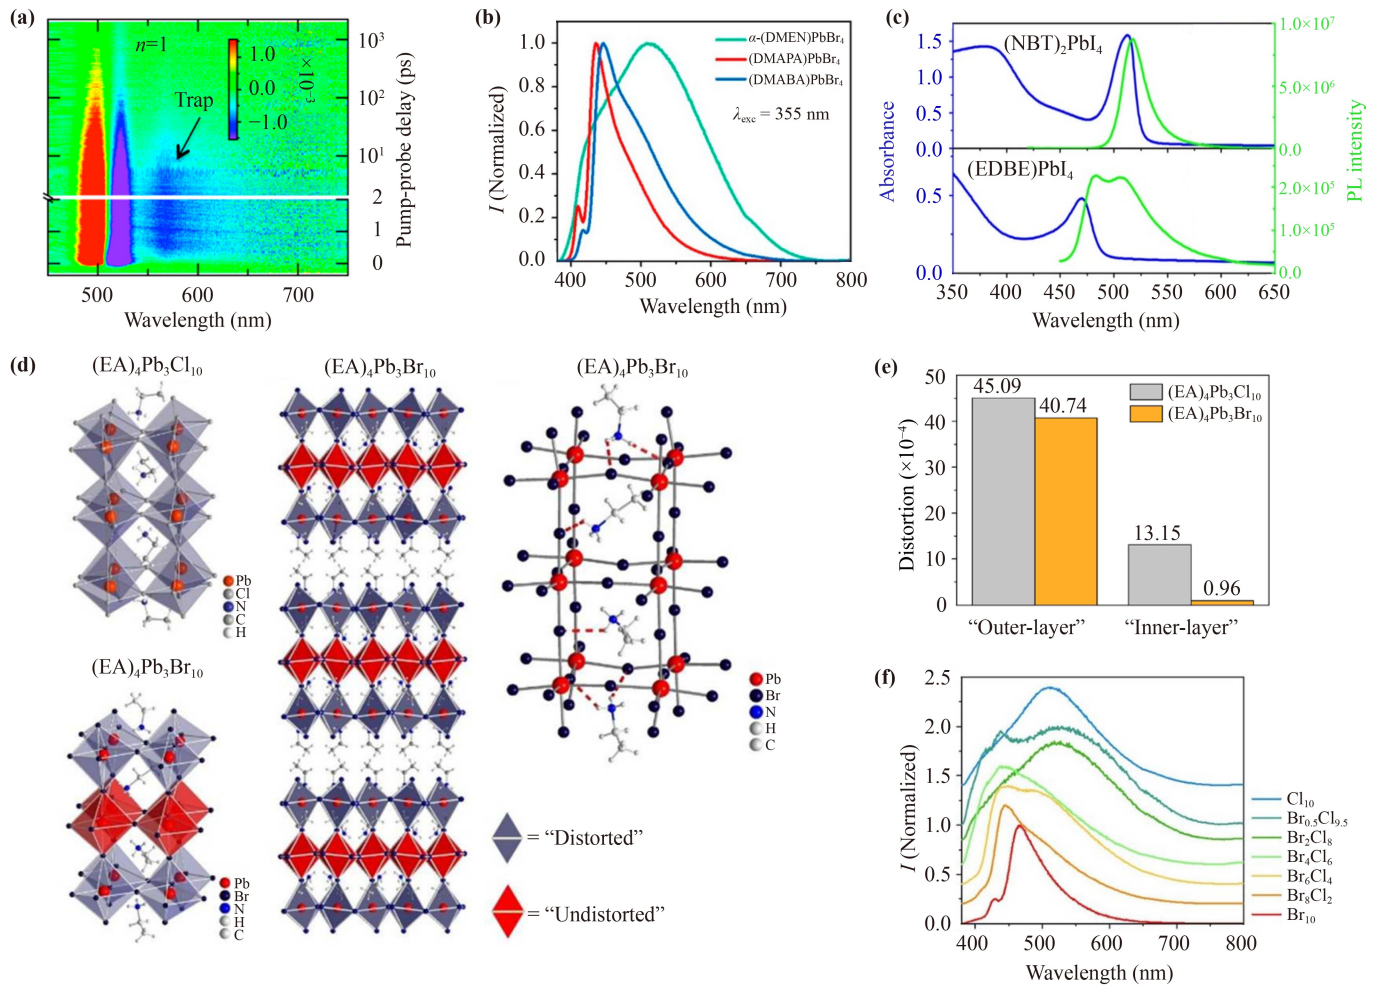 (a)
n=1
Trap
1.0
0.0
−1.0
×10⁻³
10³
10²
10¹
2
1
0
Pump-probe delay (ps)
500
600
700
Wavelength (nm)
(b)
α-(DMEN)PbBr₄
(DMAPA)PbBr₄
(DMABA)PbBr₄
λexc = 355 nm
1.0
0.8
0.6
0.4
0.2
0.0
I (Normalized)
400 450 500 550 600 700 800
Wavelength (nm)
(c)
(NBT)₂PbI₄
1.5
1.0
0.5
0.0
1.0×10⁷
5.0×10⁶
0.0
(EDBE)PbI₄
0.5
0.0
2.0×10⁵
1.0×10⁵
0.0
Absorbance
PL intensity
350 400 450 500 550 600 650
Wavelength (nm)
(d)
(EA)₄Pb₃Cl₁₀
Pb
Cl
N
C
H
(EA)₄Pb₃Br₁₀
Pb
Br
N
H
C
(EA)₄Pb₃Br₁₀
(EA)₄Pb₃Br₁₀
Pb
Br
N
H
C
= “Distorted”
= “Undistorted”
(e)
50
40
30
20
10
0
Distortion (×10⁻⁴)
45.09
40.74
13.15
0.96
(EA)₄Pb₃Cl₁₀
(EA)₄Pb₃Br₁₀
“Outer-layer” “Inner-layer”
(f)
2.5
2.0
1.5
1.0
0.5
0.0
I (Normalized)
400 500 600 700 800
Wavelength (nm)
Cl₁₀
Br₀.₅Cl₉.₅
Br₂Cl₈
Br₄Cl₆
Br₆Cl₄
Br₈Cl₂
Br₁₀